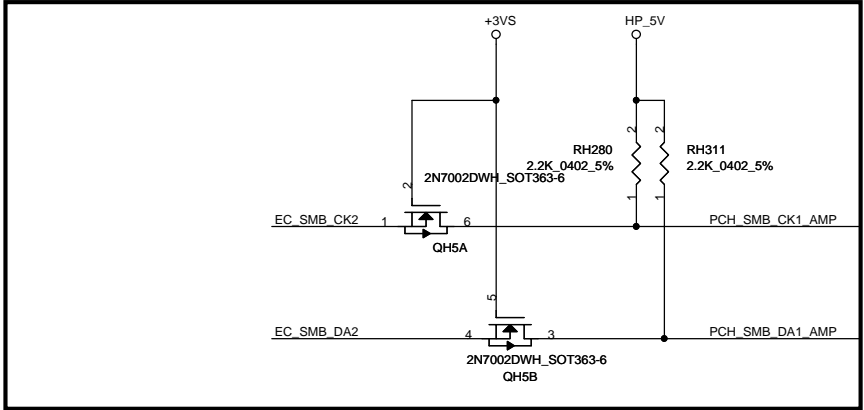 +3VS
HP_5V
2
2
RH280
2.2K_0402_5%
RH311
2.2K_0402_5%
2
2N7002DWH_SOT363-6
1
1
EC_SMB_CK2
1
6
PCH_SMB_CK1_AMP
QH5A
5
EC_SMB_DA2
4
3
PCH_SMB_DA1_AMP
2N7002DWH_SOT363-6
QH5B